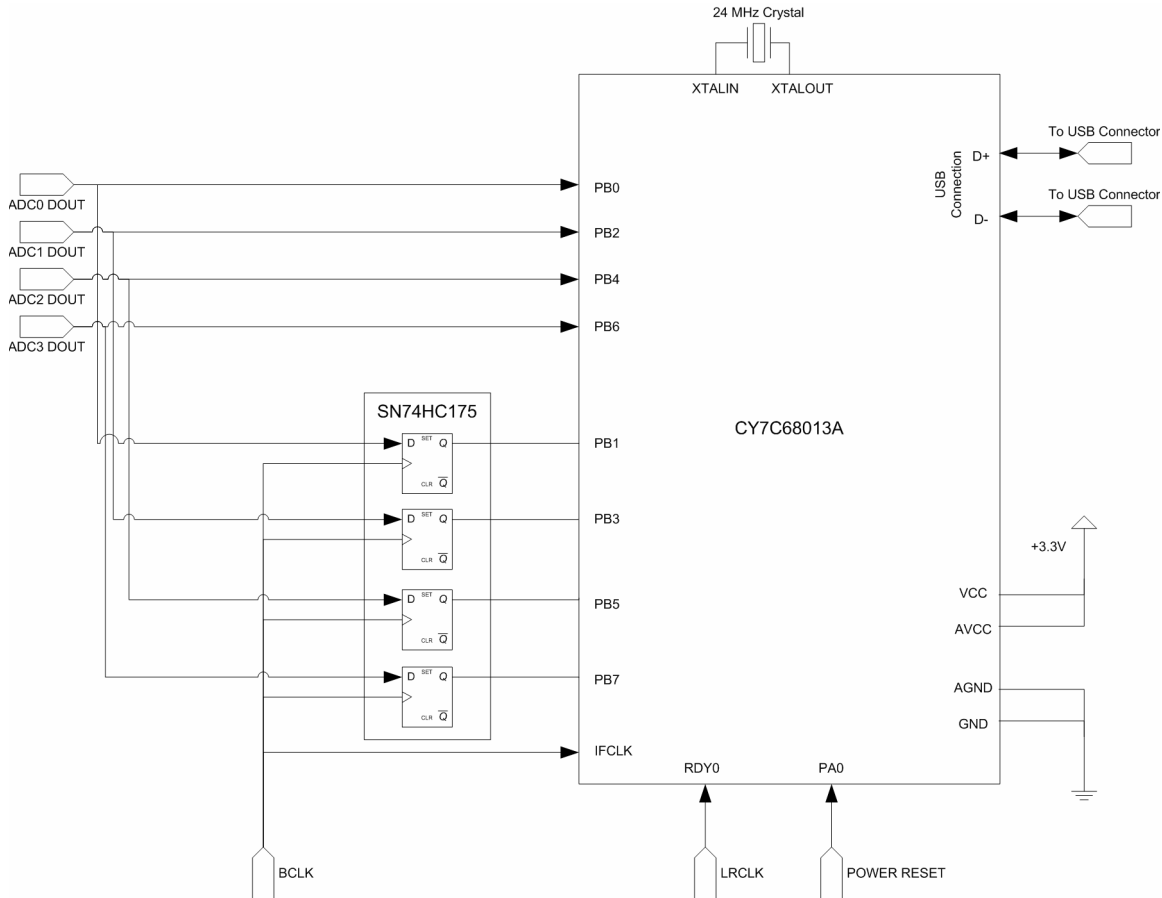 24 MHz Crystal
XTALIN
XTALOUT
To USB Connector
D+
USB
Connection
To USB Connector
D-
ADC0 DOUT
PB0
ADC1 DOUT
PB2
ADC2 DOUT
PB4
ADC3 DOUT
PB6
SN74HC175
CY7C68013A
D SET Q
CLR Q̅
PB1
D SET Q
CLR Q̅
PB3
D SET Q
CLR Q̅
PB5
D SET Q
CLR Q̅
PB7
+3.3V
VCC
AVCC
AGND
GND
IFCLK
RDY0
PA0
BCLK
LRCLK
POWER RESET